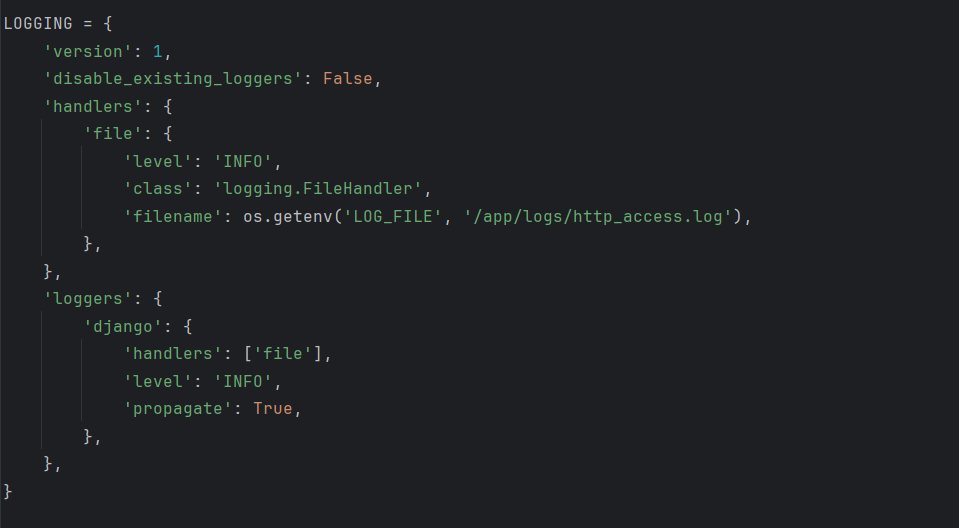 LOGGING = {
    'version': 1,
    'disable_existing_loggers': False,
    'handlers': {
        'file': {
            'level': 'INFO',
            'class': 'logging.FileHandler',
            'filename': os.getenv('LOG_FILE', '/app/logs/http_access.log'),
        },
    },
    'loggers': {
        'django': {
            'handlers': ['file'],
            'level': 'INFO',
            'propagate': True,
        },
    },
}